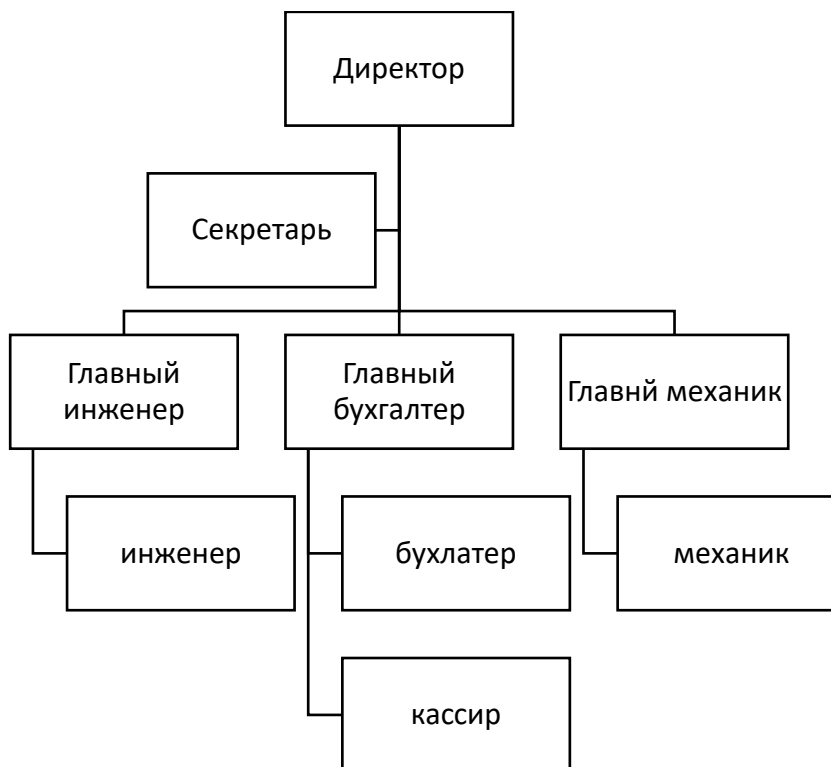 Директор
Секретарь
Главный
инженер
Главный
бухгалтер
Главнй механик
инженер
бухлатер
механик
кассир